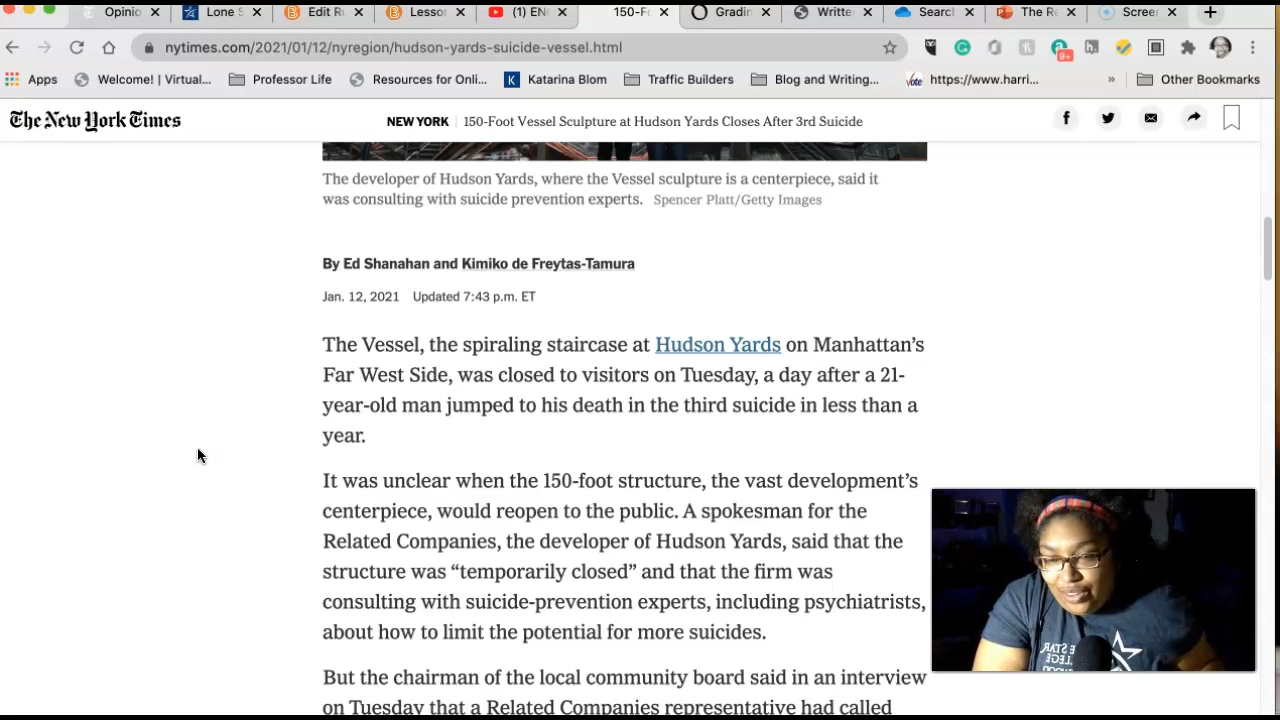 Opinio
Lone S
Edit Ru
Lessor
(1) EN
150-F
Gradin
Writte
Search
The Re
Screer
nytimes.com/2021/01/12/nyregion/hudson-yards-suicide-vessel.html
9+
Apps
Welcome! | Virtual...
Professor Life
Resources for Onli...
K Katarina Blom
Traffic Builders
Blog and Writing...
vote https://www.harri...
»
Other Bookmarks
The New York Times
NEW YORK | 150-Foot Vessel Sculpture at Hudson Yards Closes After 3rd Suicide
The developer of Hudson Yards, where the Vessel sculpture is a centerpiece, said it
was consulting with suicide prevention experts. Spencer Platt/Getty Images
By Ed Shanahan and Kimiko de Freytas-Tamura
Jan. 12, 2021 Updated 7:43 p.m. ET
The Vessel, the spiraling staircase at Hudson Yards on Manhattan’s
Far West Side, was closed to visitors on Tuesday, a day after a 21-
year-old man jumped to his death in the third suicide in less than a
year.
It was unclear when the 150-foot structure, the vast development’s
centerpiece, would reopen to the public. A spokesman for the
Related Companies, the developer of Hudson Yards, said that the
structure was “temporarily closed” and that the firm was
consulting with suicide-prevention experts, including psychiatrists,
about how to limit the potential for more suicides.
But the chairman of the local community board said in an interview
on Tuesday that a Related Companies representative had called